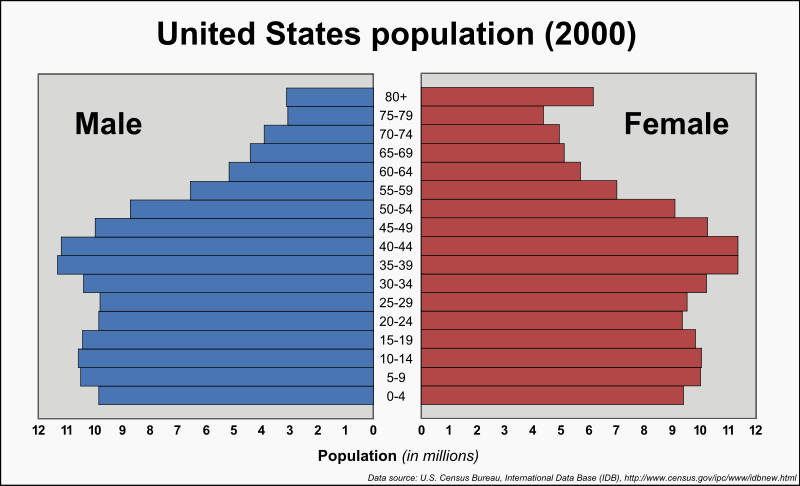 United States population (2000)
Male
Female
80+
75-79
70-74
65-69
60-64
55-59
50-54
45-49
40-44
35-39
30-34
25-29
20-24
15-19
10-14
5-9
0-4
12 11 10 9 8 7 6 5 4 3 2 1 0 0 1 2 3 4 5 6 7 8 9 10 11 12
Population (in millions)
Data source: U.S. Census Bureau, International Data Base (IDB), http://www.census.gov/ipc/www/idbnew.html